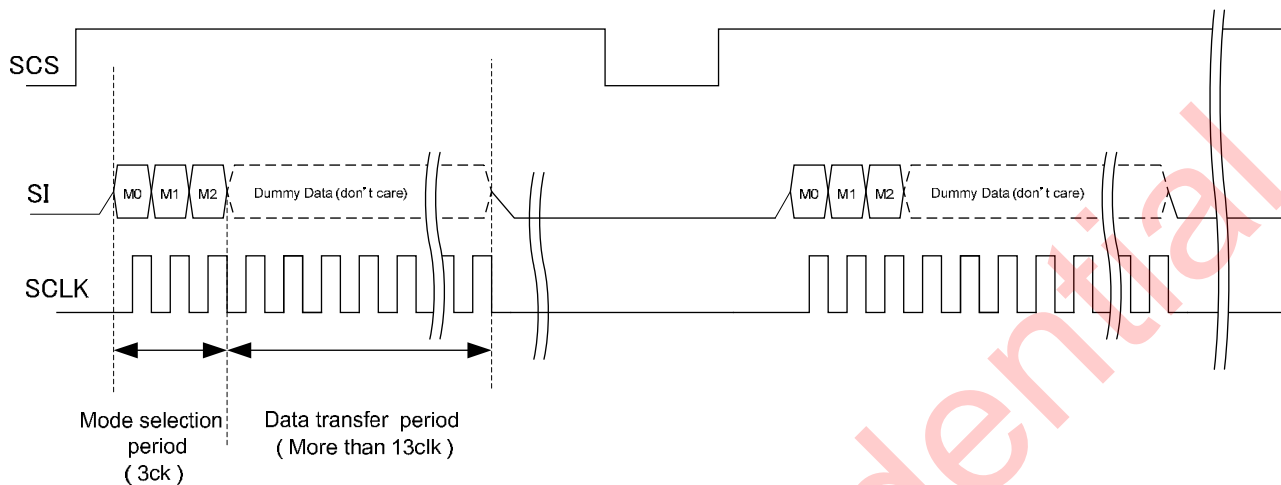 SCS
SI
M0 M1 M2 Dummy Data (don't care)
M0 M1 M2 Dummy Data (don't care)
SCLK
Mode selection
period
( 3ck )
Data transfer period
( More than 13clk )